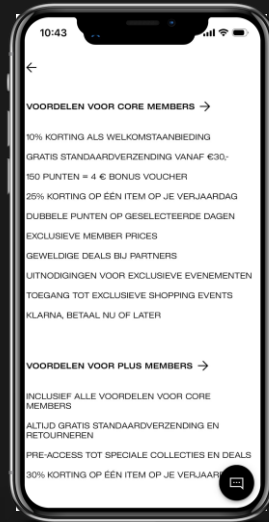 10:43
VOORDELEN VOOR CORE MEMBERS →
10% KORTING ALS WELKOMSTAANBIEDING
GRATIS STANDAARDVERZENDING VANAF €30,-
150 PUNTEN = 4 € BONUS VOUCHER
25% KORTING OP ÉÉN ITEM OP JE VERJAARDAG
DUBBELE PUNTEN OP GESELECTEERDE DAGEN
EXCLUSIEVE MEMBER PRICES
GEWELDIGE DEALS BIJ PARTNERS
UITNODIGINGEN VOOR EXCLUSIEVE EVENEMENTEN
TOEGANG TOT EXCLUSIEVE SHOPPING EVENTS
KLARNA, BETAAL NU OF LATER
VOORDELEN VOOR PLUS MEMBERS →
INCLUSIEF ALLE VOORDELEN VOOR CORE
MEMBERS
ALTIJD GRATIS STANDAARDVERZENDING EN
RETOURNEREN
PRE-ACCESS TOT SPECIALE COLLECTIES EN DEALS
30% KORTING OP ÉÉN ITEM OP JE